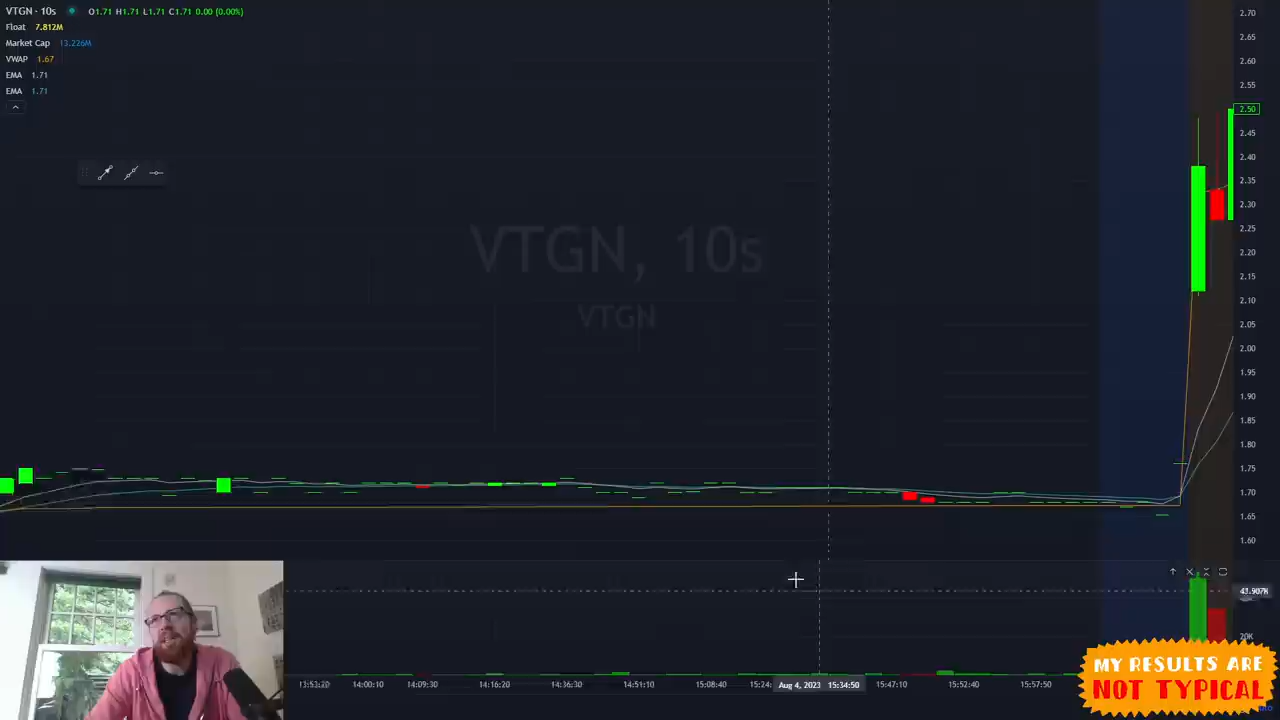 VTGN · 10s O1.71 H1.71 L1.71 C1.71 0.00 (0.00%)
Float 7.812M
Market Cap 13.226M
VWAP 1.67
EMA 1.71
EMA 1.71
VTGN, 10s
VTGN
2.70
2.65
2.60
2.55
2.50
2.45
2.40
2.35
2.30
2.25
2.20
2.15
2.10
2.05
2.00
1.95
1.90
1.85
1.80
1.75
1.70
1.65
1.60
43.907K
20K
13:53:20 14:00:10 14:09:30 14:16:20 14:36:30 14:51:10 15:08:40 15:24: Aug 4, 2023 15:34:50 15:47:10 15:52:40 15:57:50
MY RESULTS ARE
NOT TYPICAL